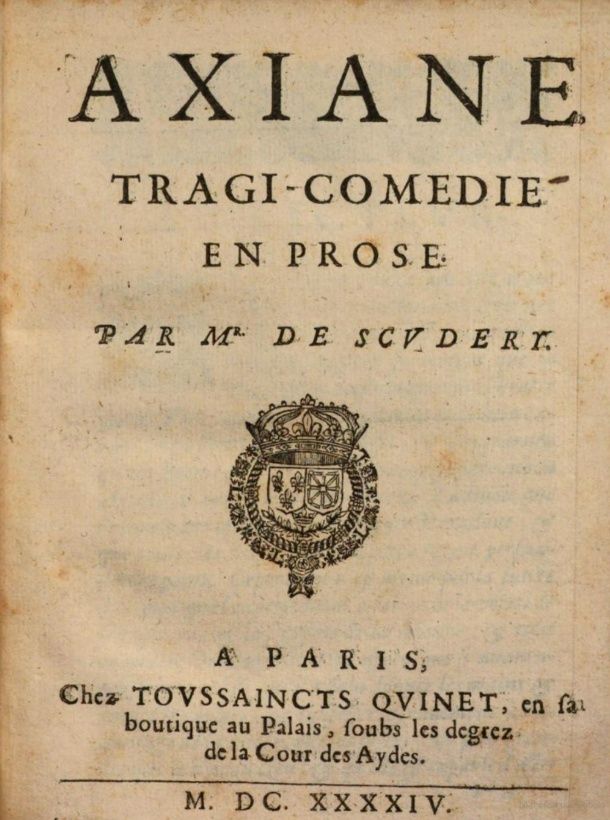 AXIANE
TRAGI-COMEDIE
EN PROSE.
PAR Mr. DE SCVDERY.
A PARIS,
Chez TOVSSAINCTS QVINET, en sa
boutique au Palais, ſoubs les degrez
de la Cour des Aydes.
M. DC. XXXXIV.